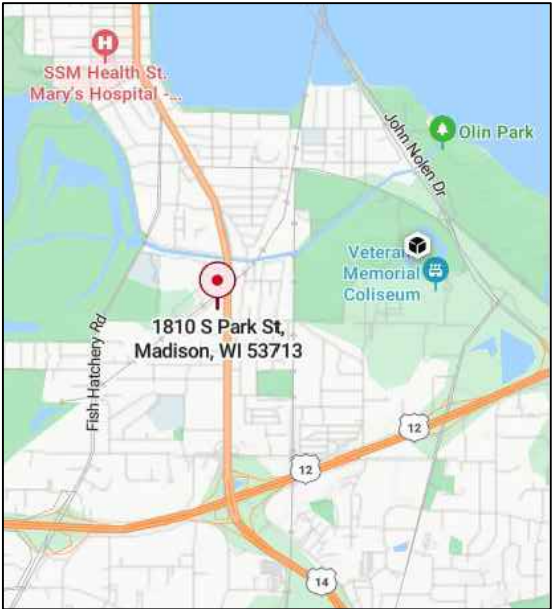 SSM Health St.
Mary's Hospital -...
Olin Park
John Nolen Dr
Veteran
Memorial
Coliseum
1810 S Park St,
Madison, WI 53713
Fish Hatchery Rd
12
12
14